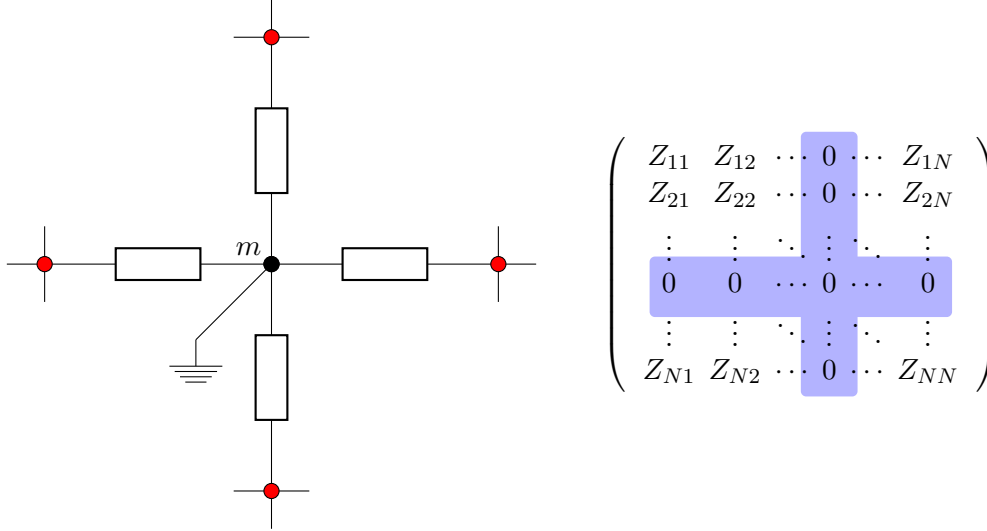 m
Z₁₁ Z₁₂ ⋯ 0 ⋯ Z₁N
Z₂₁ Z₂₂ ⋯ 0 ⋯ Z₂N
⋮ ⋮ ⋱ ⋮ ⋱ ⋮
0 0 ⋯ 0 ⋯ 0
⋮ ⋮ ⋱ ⋮ ⋱ ⋮
ZN1 ZN2 ⋯ 0 ⋯ ZNN